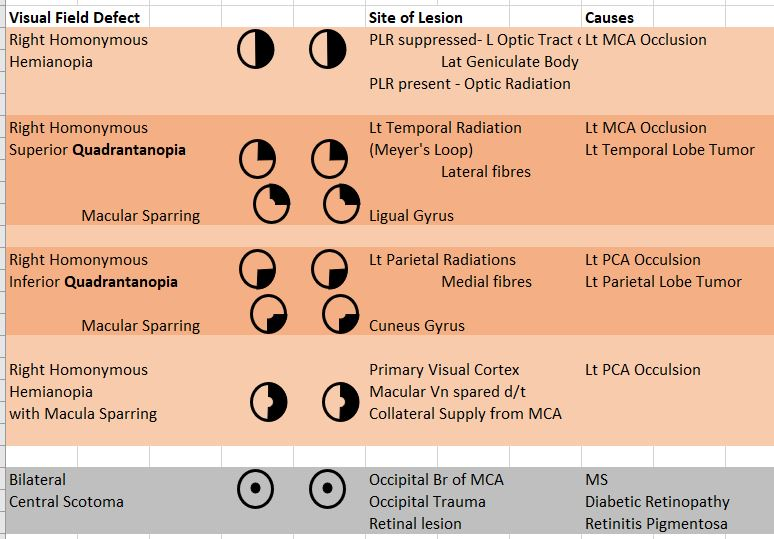 Visual Field Defect Site of Lesion Causes
Right Homonymous PLR suppressed- L Optic Tract Lt MCA Occlusion
Hemianopia Lat Geniculate Body
PLR present - Optic Radiation
Right Homonymous Lt Temporal Radiation Lt MCA Occlusion
Superior Quadrantanopia (Meyer's Loop) Lt Temporal Lobe Tumor
Lateral fibres
Macular Sparring Ligual Gyrus
Right Homonymous Lt Parietal Radiations Lt PCA Occulsion
Inferior Quadrantanopia Medial fibres Lt Parietal Lobe Tumor
Macular Sparring Cuneus Gyrus
Right Homonymous Primary Visual Cortex Lt PCA Occulsion
Hemianopia Macular Vn spared d/t
with Macula Sparring Collateral Supply from MCA
Bilateral Occipital Br of MCA MS
Central Scotoma Occipital Trauma Diabetic Retinopathy
Retinal lesion Retinitis Pigmentosa